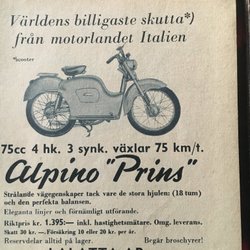 Världens billigaste skutta*)
från motorlandet Italien
*scooter
75cc 4 hk. 3 synk. växlar 75 km/t.
Alpino "Prins"
Strålande vägegenskaper tack vare de stora hjulen: (18 tum)
och den perfekta balansen.
Eleganta linjer och förnämligt utförande.
Riktpris kr. 1.395:— inkl. hastighetsmätare. Omg. leverans.
Skatt 30 kr. —. Försäkring 10 eller 20 kr. per år.
Reservdelar alltid på lager. Begär broschyrer!